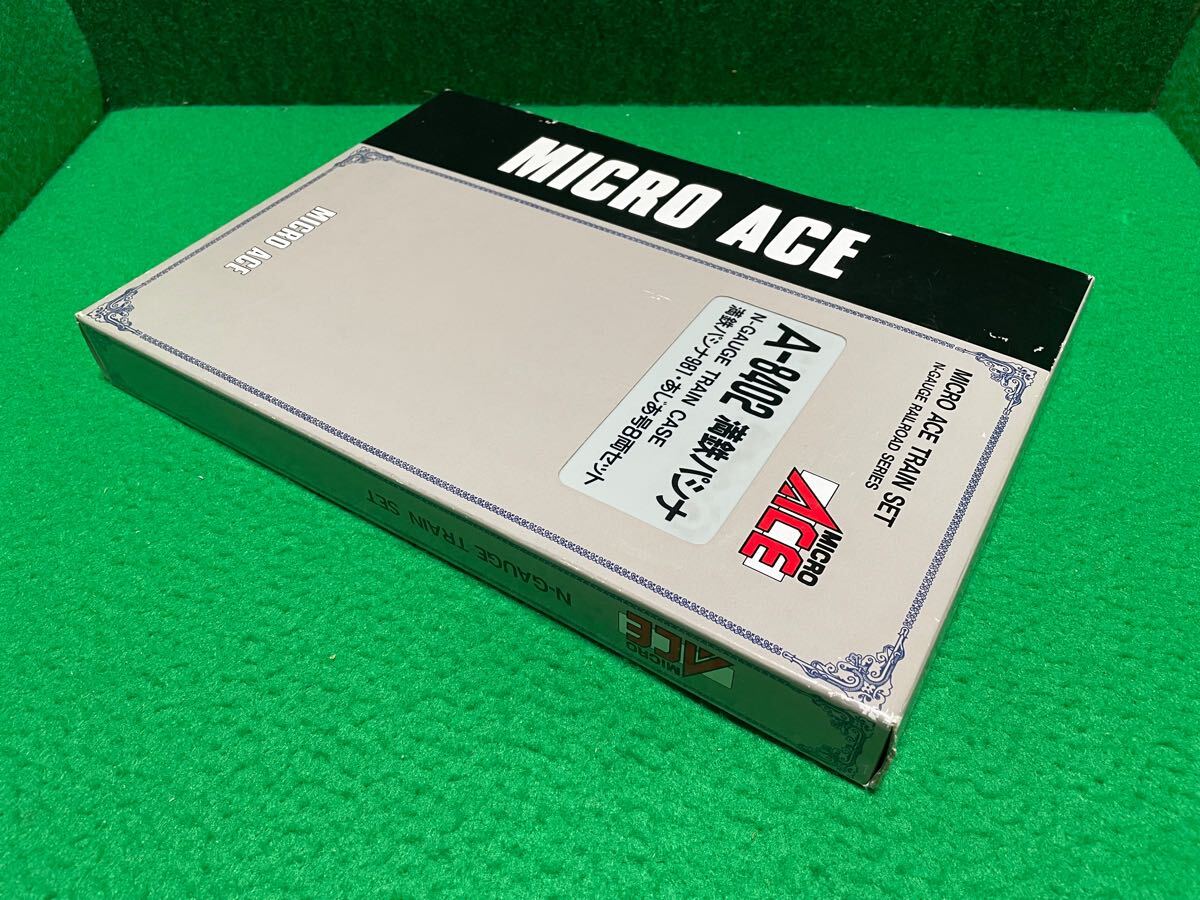 MICRO ACE
MICRO ACE TRAIN SET
N-GAUGE RAILROAD SERIES
MICRO
ACE
A-8402 満鉄パシナ
N-GAUGE TRAIN CASE
満鉄パシナ981・あじあ号8両セット
MICRO ACE
N-GAUGE TRAIN SET
MICRO
ACE